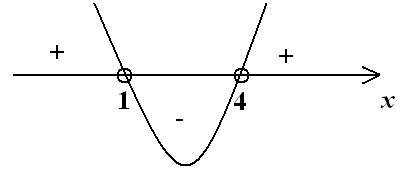 + +
1 4 x
-